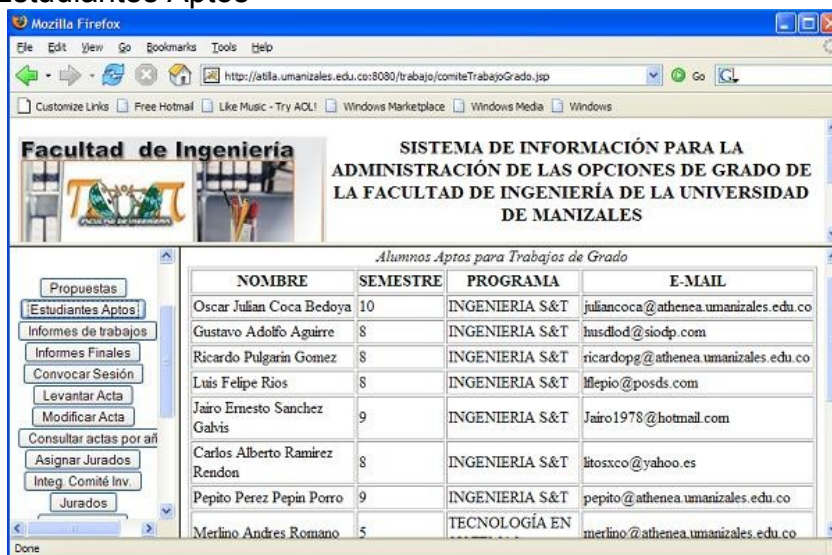 Estudiantes Aptos
Mozilla Firefox
File Edit View Go Bookmarks Tools Help
http://atilla.umanizales.edu.co:8080/trabajo/comiteTrabajoGrado.jsp Go
Customize Links Free Hotmail Like Music - Try AOL! Windows Marketplace Windows Media Windows
Facultad de Ingeniería
SISTEMA DE INFORMACIÓN PARA LA
ADMINISTRACIÓN DE LAS OPCIONES DE GRADO DE
LA FACULTAD DE INGENIERÍA DE LA UNIVERSIDAD
DE MANIZALES
Propuestas
Estudiantes Aptos
Informes de trabajos
Informes Finales
Convocar Sesión
Levantar Acta
Modificar Acta
Consultar actas por añ
Asignar Jurados
Integ. Comité Inv.
Jurados
Alumnos Aptos para Trabajos de Grado
NOMBRE SEMESTRE PROGRAMA E-MAIL
Oscar Julian Coca Bedoya 10 INGENIERIA S&T juliancoca@athenea.umanizales.edu.co
Gustavo Adolfo Aguirre 8 INGENIERIA S&T husdlod@siodp.com
Ricardo Pulgarin Gomez 8 INGENIERIA S&T ricardopg@athenea.umanizales.edu.co
Luis Felipe Rios 8 INGENIERIA S&T lflepio@posds.com
Jairo Ernesto Sanchez
Galvis 9 INGENIERIA S&T Jairo1978@hotmail.com
Carlos Alberto Ramirez
Rendon 8 INGENIERIA S&T litosxco@yahoo.es
Pepito Perez Pepin Porro 9 INGENIERIA S&T pepito@athenea.umanizales.edu.co
Merlino Andres Romano 5 TECNOLOGÍA EN merlino@athenea.umanizales.edu.co
Done